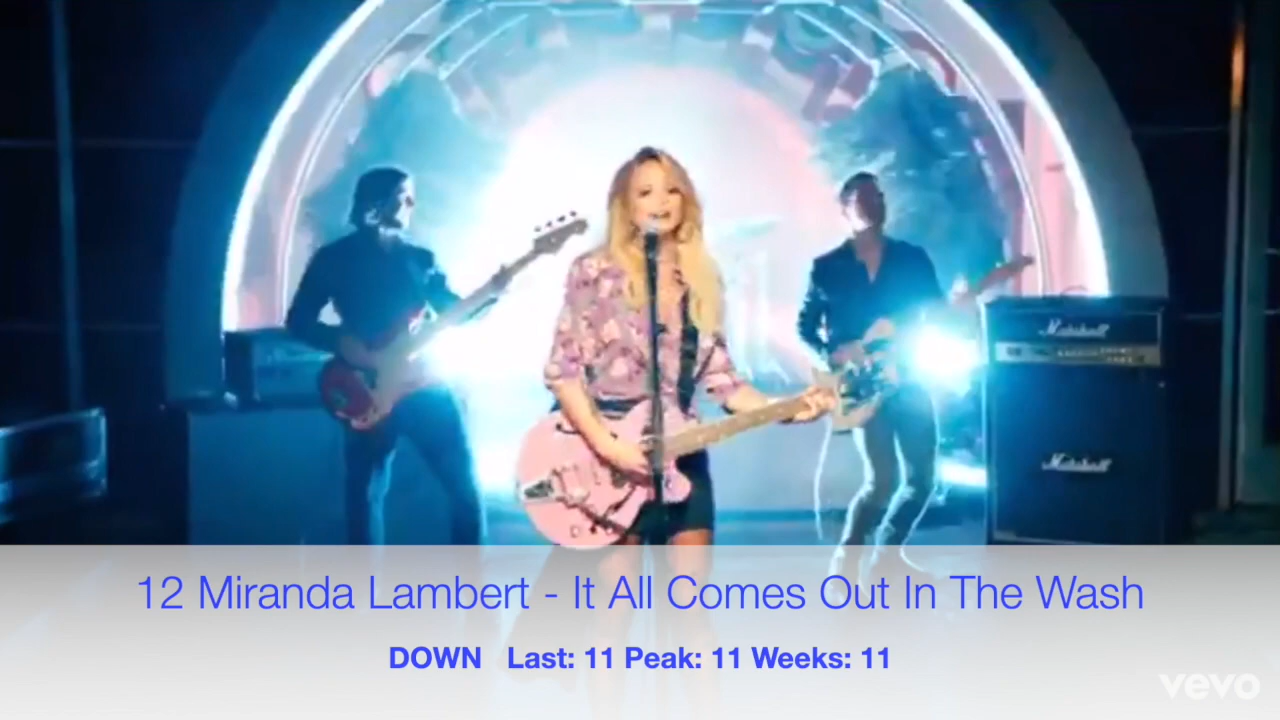 Marshall
Marshall
12 Miranda Lambert - It All Comes Out In The Wash
DOWN Last: 11 Peak: 11 Weeks: 11
vevo